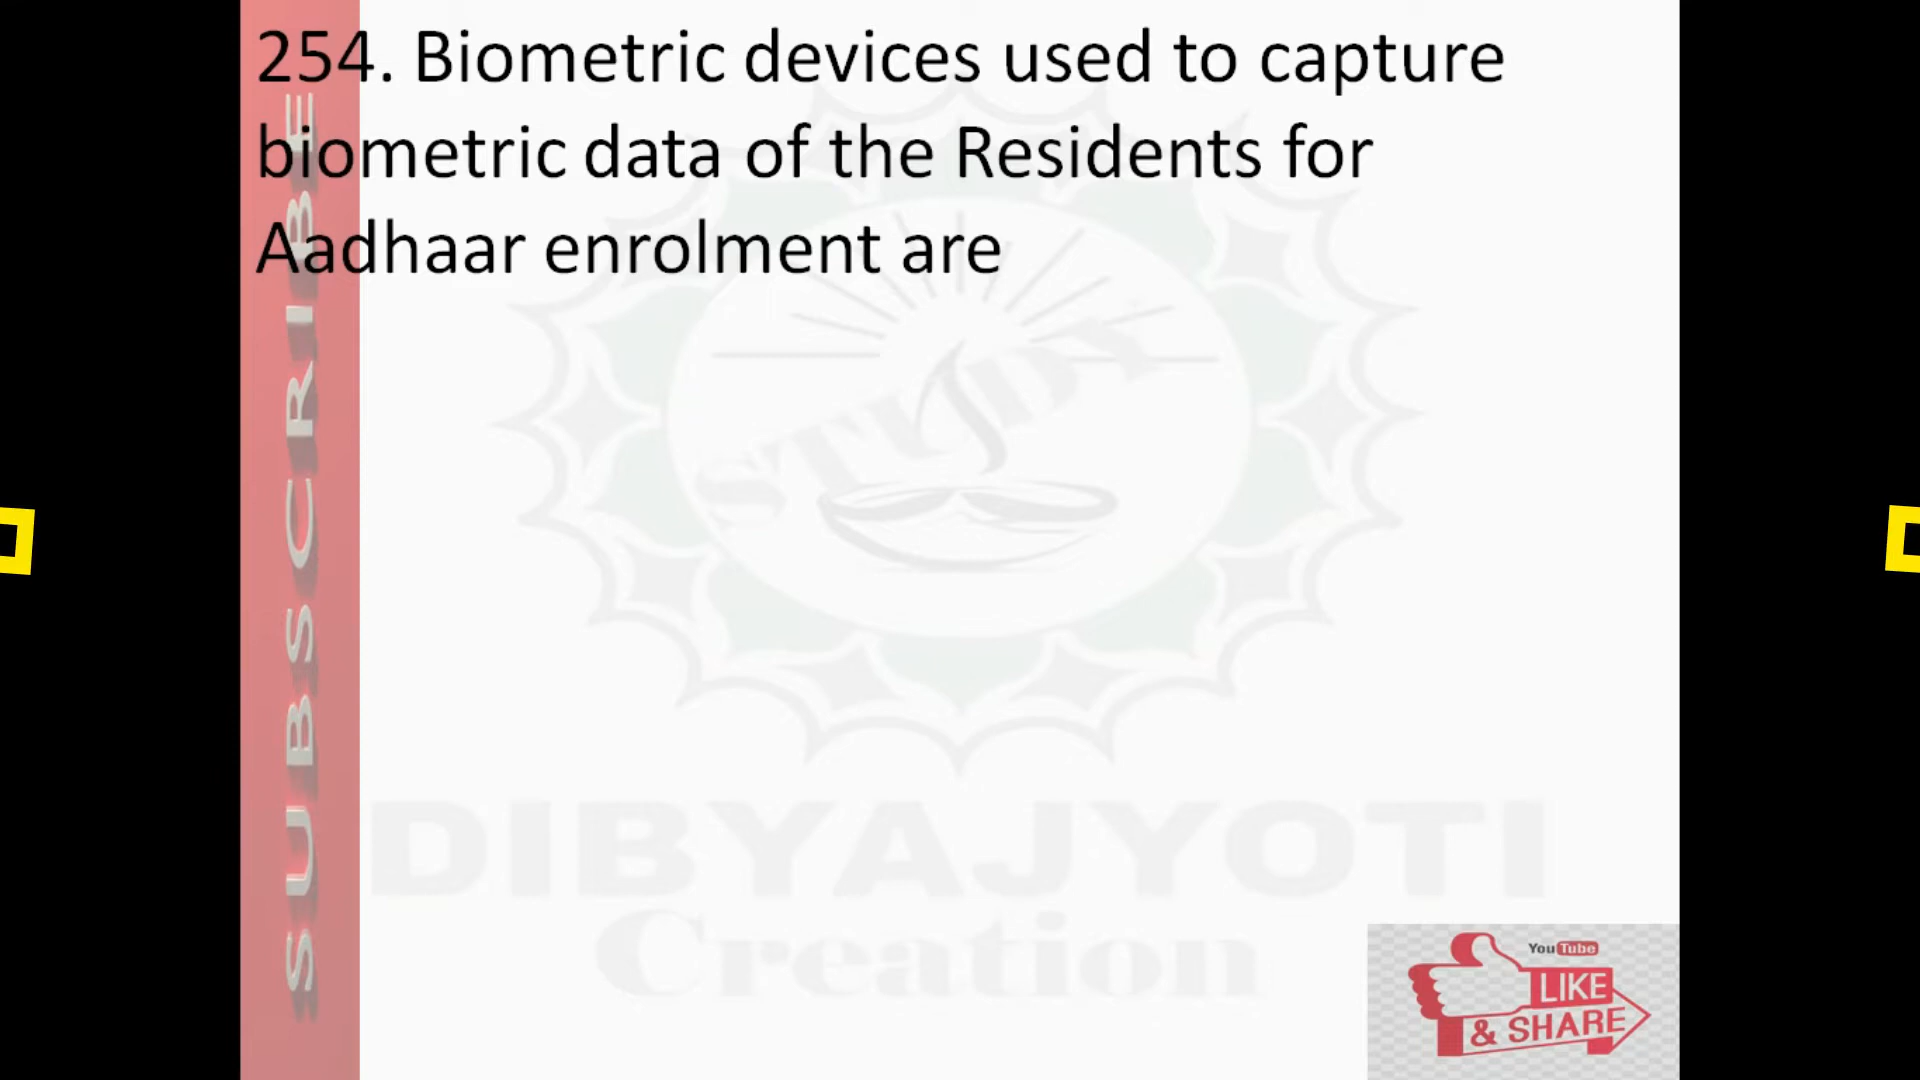 254. Biometric devices used to capture
biometric data of the Residents for
Aadhaar enrolment are
SUBSCRIBE
STUDY
DIBYAJYOTI
Creation
YouTube
LIKE
& SHARE